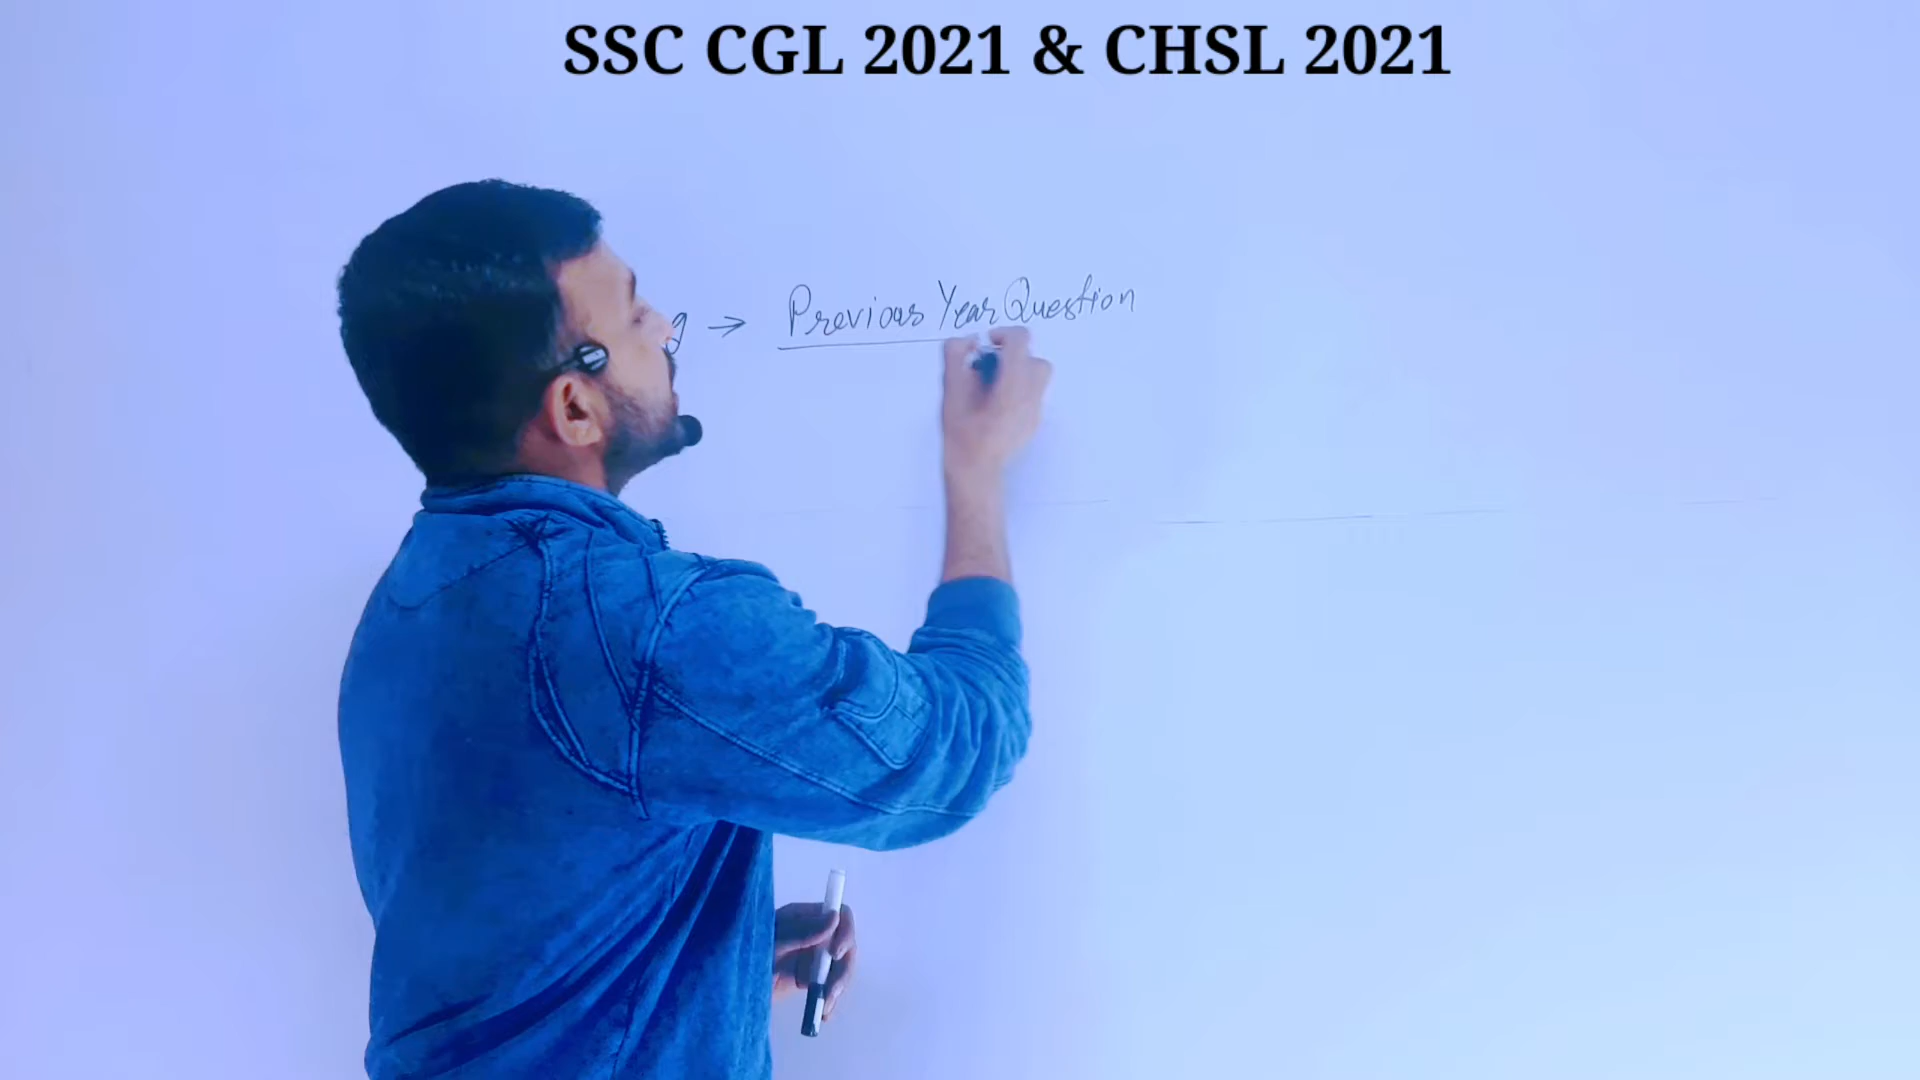 SSC CGL 2021 & CHSL 2021
→ Previous Year Question